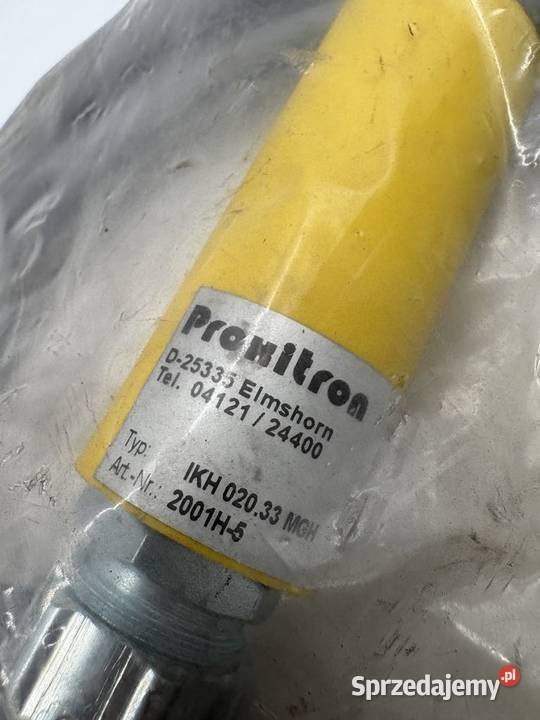 Proxitron
D-25335 Elmshorn
Tel. 04121 / 24400
Typ: IKH 020.33 MGH
Art.-Nr.: 2001H-5
Sprzedajemy.pl